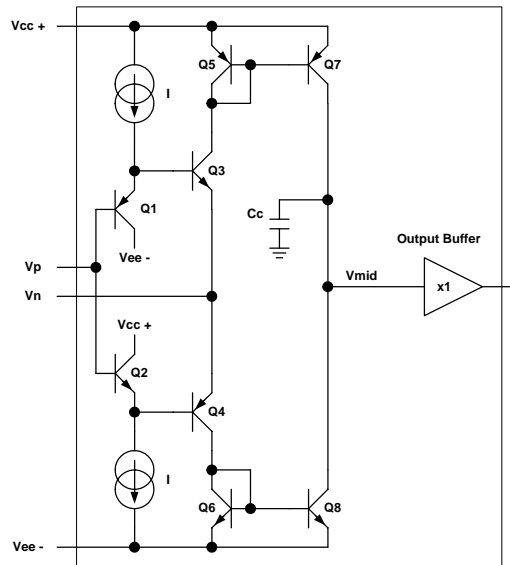 Vcc +
Q5
Q7
I
Q3
Q1
Cc
Vee -
Output Buffer
Vp
Vmid
x1
Vn
Vcc +
Q2
Q4
I
Q6
Q8
Vee -